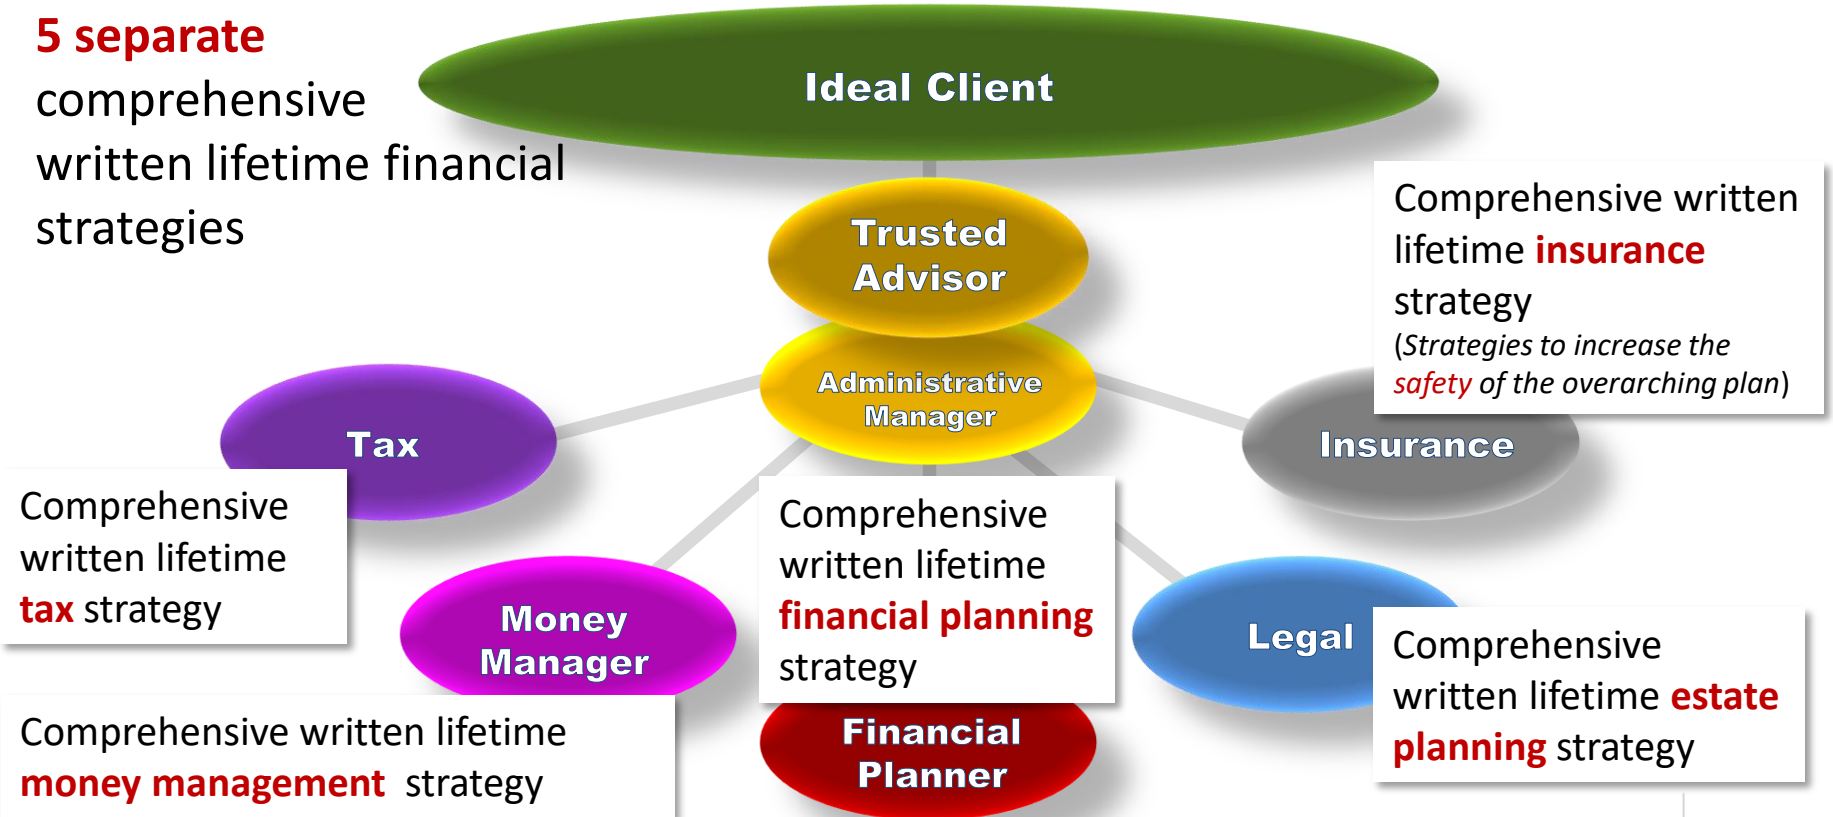 5 separate
comprehensive
written lifetime financial
strategies
Ideal Client
Trusted
Advisor
Administrative
Manager
Comprehensive written
lifetime insurance
strategy
(Strategies to increase the
safety of the overarching plan)
Tax
Insurance
Comprehensive
written lifetime
tax strategy
Comprehensive
written lifetime
financial planning
strategy
Money
Manager
Legal
Comprehensive
written lifetime estate
planning strategy
Comprehensive written lifetime
money management  strategy
Financial
Planner